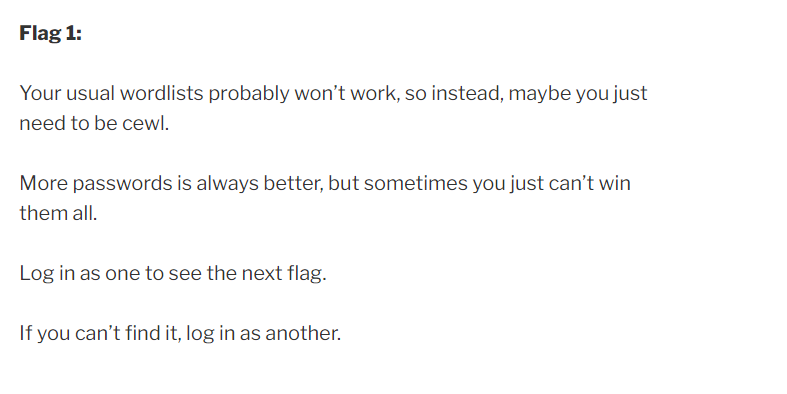 Flag 1:
Your usual wordlists probably won’t work, so instead, maybe you just
need to be cewl.
More passwords is always better, but sometimes you just can’t win
them all.
Log in as one to see the next flag.
If you can’t find it, log in as another.